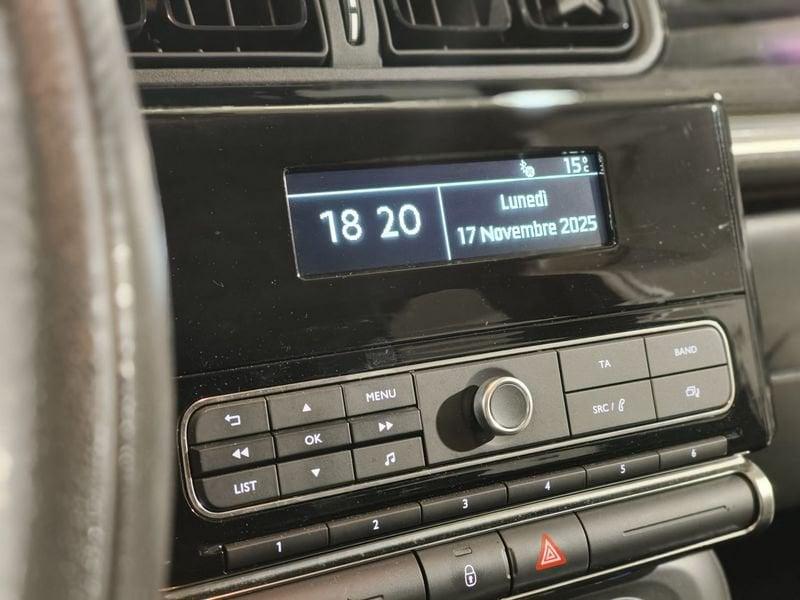 15°C
18 20
Lunedì
17 Novembre 2025
TA
BAND
MENU
SRC /
OK
LIST
1 2 3 4 5 6